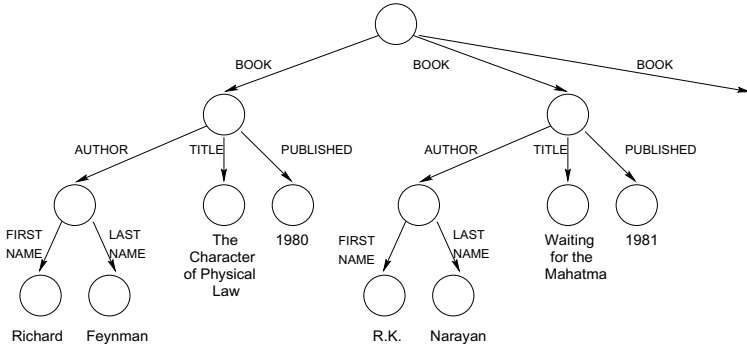 BOOK
BOOK
BOOK
AUTHOR
TITLE
PUBLISHED
AUTHOR
TITLE
PUBLISHED
FIRST
NAME
LAST
NAME
The
Character
of Physical
Law
1980
FIRST
NAME
LAST
NAME
Waiting
for the
Mahatma
1981
Richard
Feynman
R.K.
Narayan